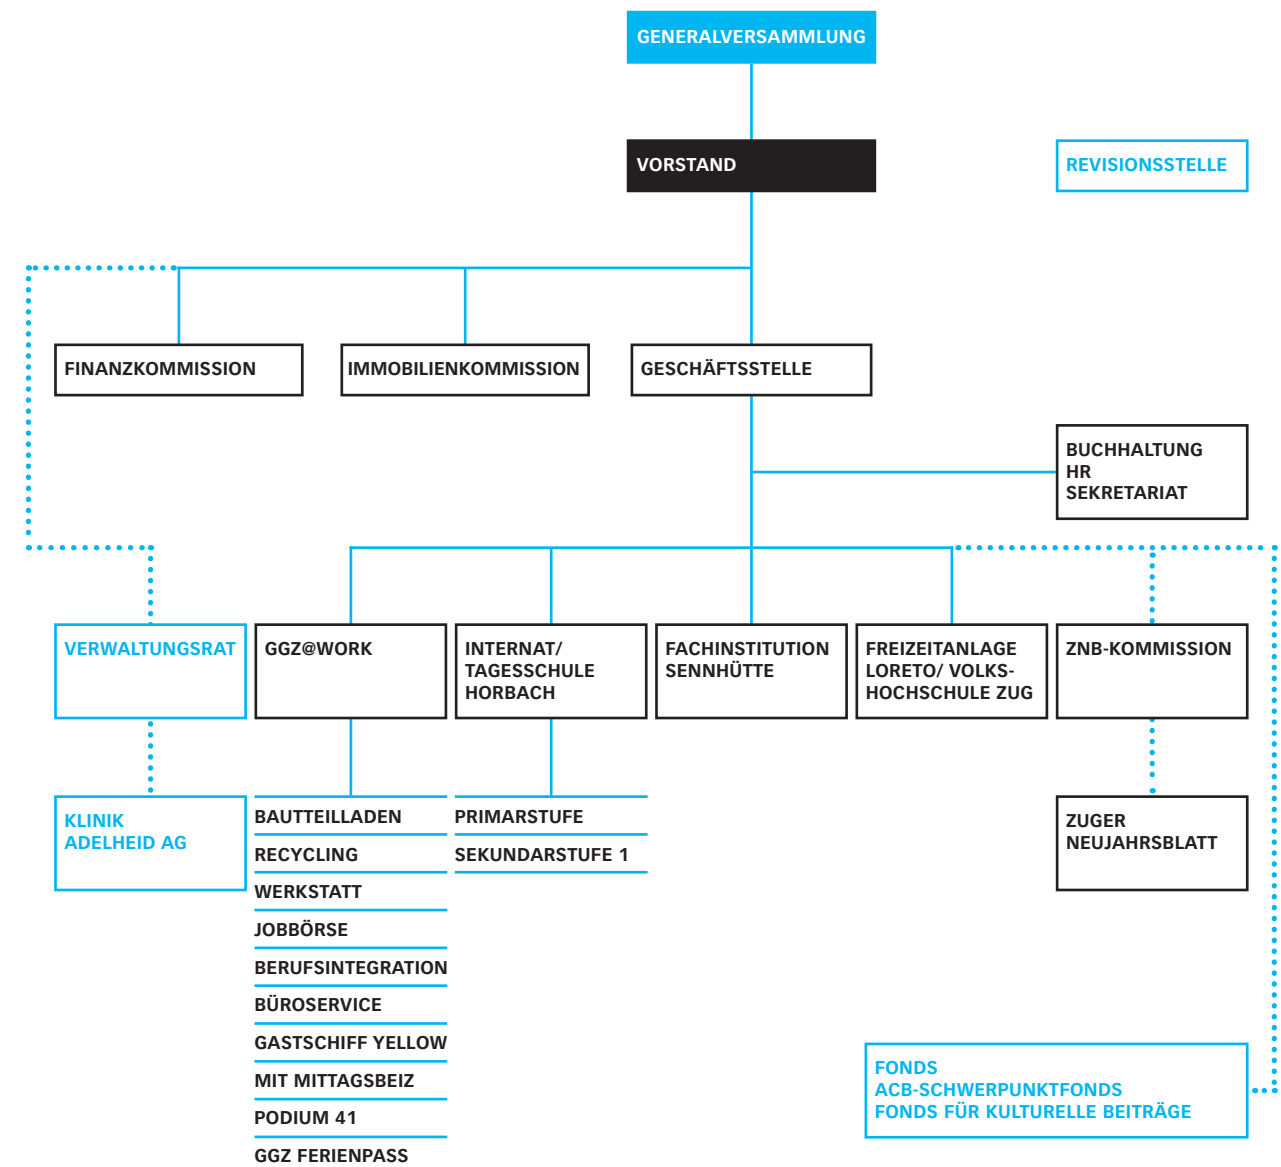 GENERALVERSAMMLUNG
VORSTAND
REVISIONSSTELLE
FINANZKOMMISSION
IMMOBILIENKOMMISSION
GESCHÄFTSSTELLE
BUCHHALTUNG
HR
SEKRETARIAT
VERWALTUNGSRAT
GGZ@WORK
INTERNAT/
TAGESSCHULE
HORBACH
FACHINSTITUTION
SENNHÜTTE
FREIZEITANLAGE
LORETO/ VOLKS-
HOCHSCHULE ZUG
ZNB-KOMMISSION
KLINIK
ADELHEID AG
BAUTTEILLADEN
RECYCLING
WERKSTATT
JOBBÖRSE
BERUFSINTEGRATION
BÜROSERVICE
GASTSCHIFF YELLOW
MIT MITTAGSBEIZ
PODIUM 41
GGZ FERIENPASS
PRIMARSTUFE
SEKUNDARSTUFE 1
ZUGER
NEUJAHRSBLATT
FONDS
ACB-SCHWERPUNKTFONDS
FONDS FÜR KULTURELLE BEITRÄGE